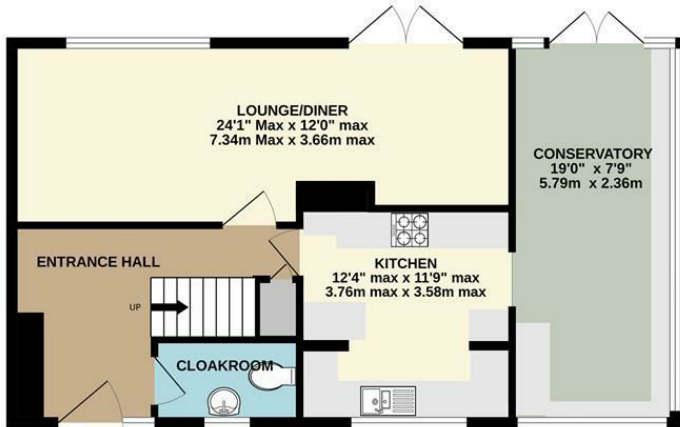 LOUNGE/DINER
24'1" Max x 12'0" max
7.34m Max x 3.66m max
CONSERVATORY
19'0" x 7'9"
5.79m x 2.36m
ENTRANCE HALL
KITCHEN
12'4" max x 11'9" max
3.76m max x 3.58m max
UP
CLOAKROOM